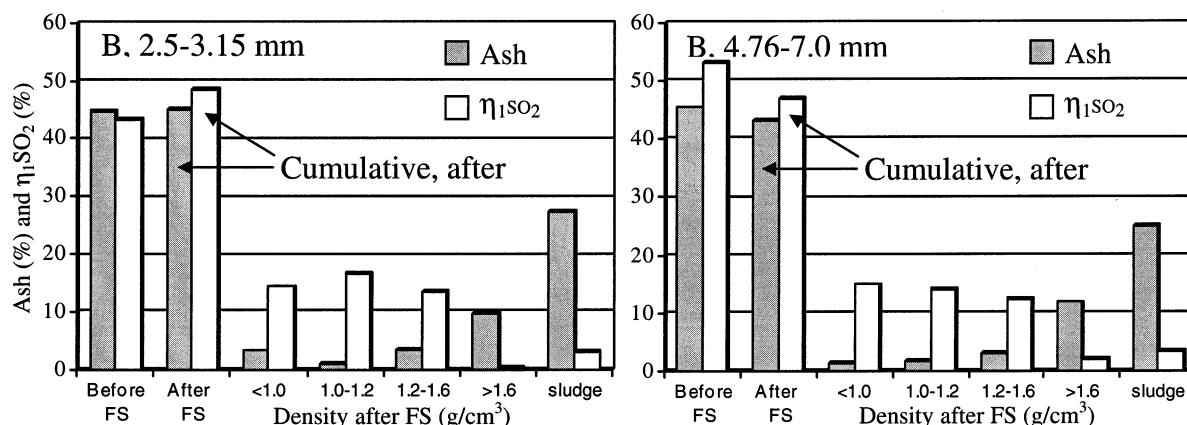 Ash (%) and η₁SO₂ (%)
60
50
40
30
20
10
0
B, 2.5-3.15 mm
Ash
η₁SO₂
Cumulative, after
Before FS
After FS
<1.0
1.0-1.2
1.2-1.6
>1.6
sludge
Density after FS (g/cm³)
60
50
40
30
20
10
0
B, 4.76-7.0 mm
Ash
η₁SO₂
Cumulative, after
Before FS
After FS
<1.0
1.0-1.2
1.2-1.6
>1.6
sludge
Density after FS (g/cm³)